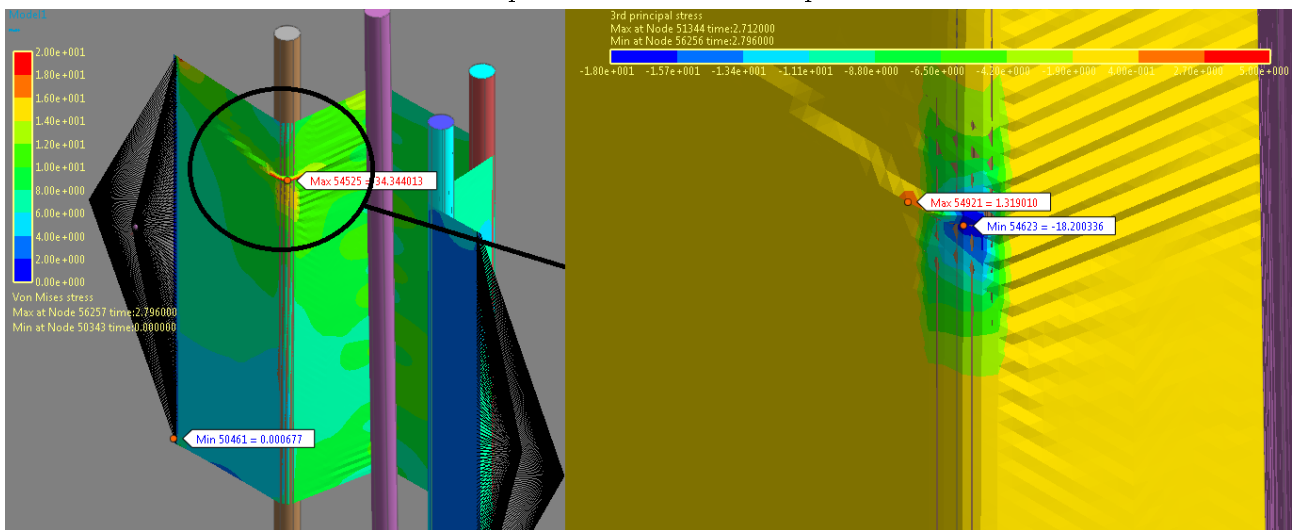 Model1
2.00e+001
1.80e+001
1.60e+001
1.40e+001
1.20e+001
1.00e+001
8.00e+000
6.00e+000
4.00e+000
2.00e+000
0.00e+000
Von Mises stress
Max at Node 56257 time:2.796000
Min at Node 50343 time:0.000000
Max 54525 = 34.344013
Min 50461 = 0.000677
3rd principal stress
Max at Node 51344 time:2.712000
Min at Node 56256 time:2.796000
-1.80e+001 -1.57e+001 -1.34e+001 -1.11e+001 -8.80e+000 -6.50e+000 -4.20e+000 -1.90e+000 4.00e-001 2.70e+000 5.00e+000
Max 54921 = 1.319010
Min 54623 = -18.200336